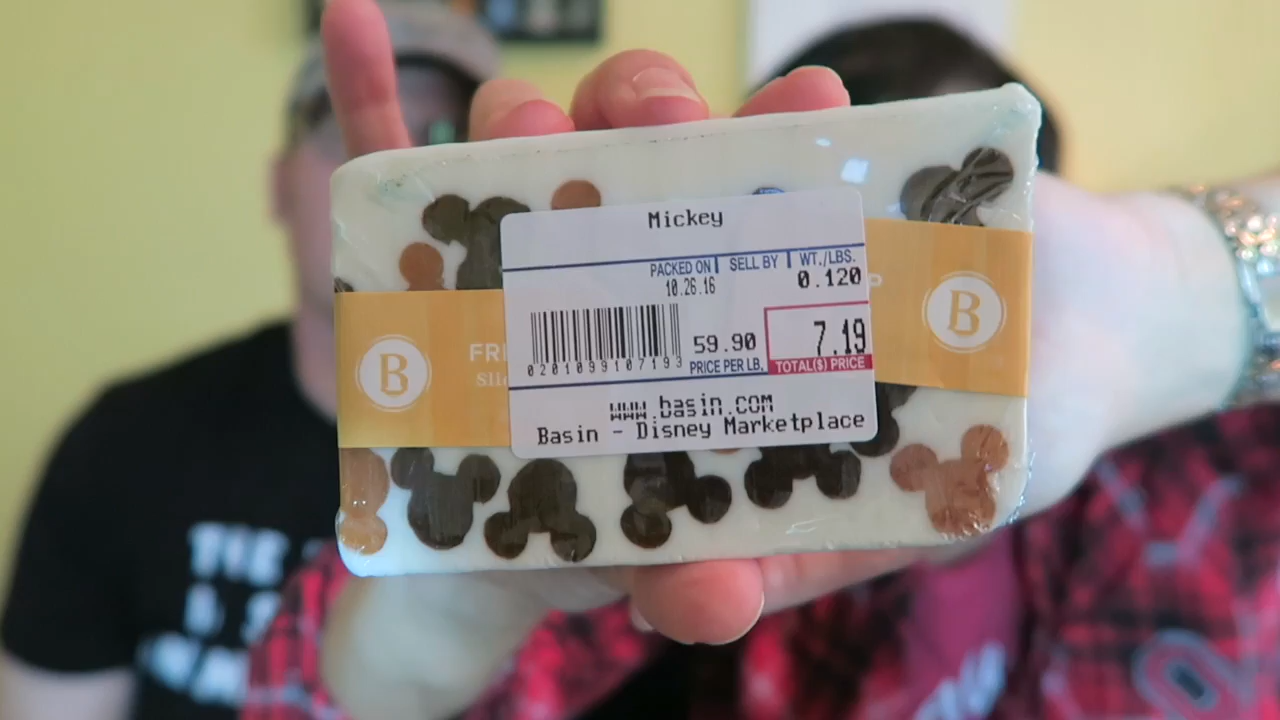 Mickey
PACKED ON SELL BY WT./LBS.
10.26.16 0.120
59.90 7.19
0201099107193 PRICE PER LB. TOTAL($) PRICE
www.basin.com
Basin - Disney Marketplace
B
B